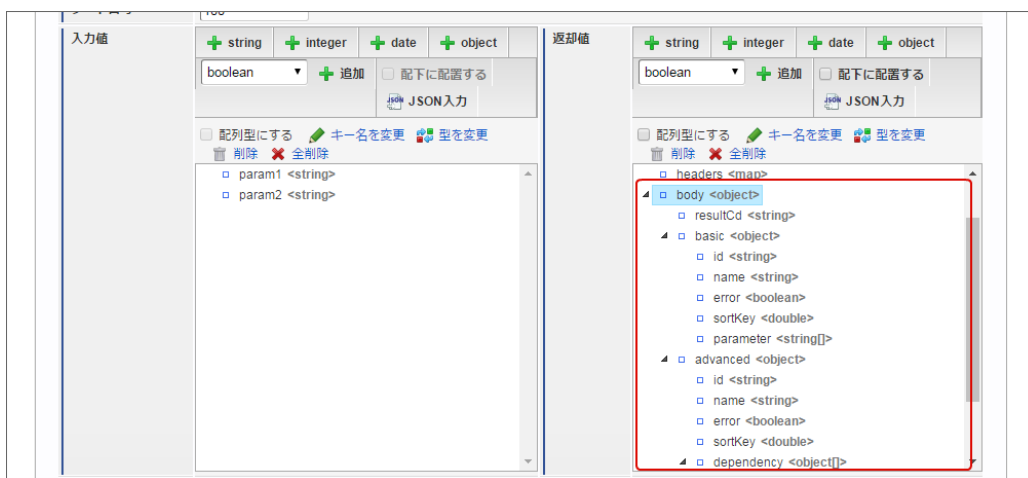 入力値
string integer date object
boolean 追加 配下に配置する
JSON入力
配列型にする キー名を変更 型を変更
削除 全削除
param1 <string>
param2 <string>
返却値
string integer date object
boolean 追加 配下に配置する
JSON入力
配列型にする キー名を変更 型を変更
削除 全削除
headers <map>
body <object>
resultCd <string>
basic <object>
id <string>
name <string>
error <boolean>
sortKey <double>
parameter <string[]>
advanced <object>
id <string>
name <string>
error <boolean>
sortKey <double>
dependency <object[]>